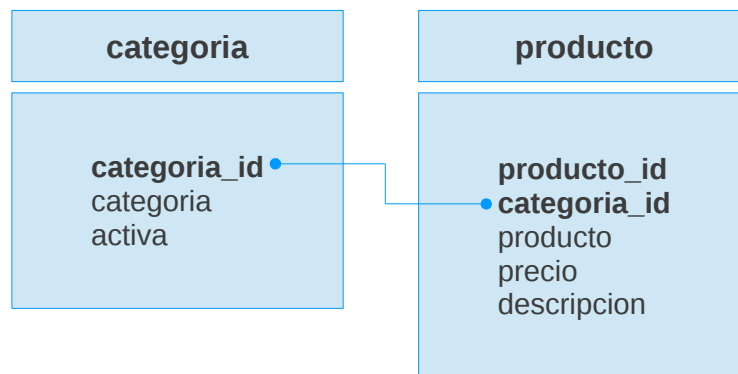 categoria
categoria_id
categoria
activa
producto
producto_id
categoria_id
producto
precio
descripcion